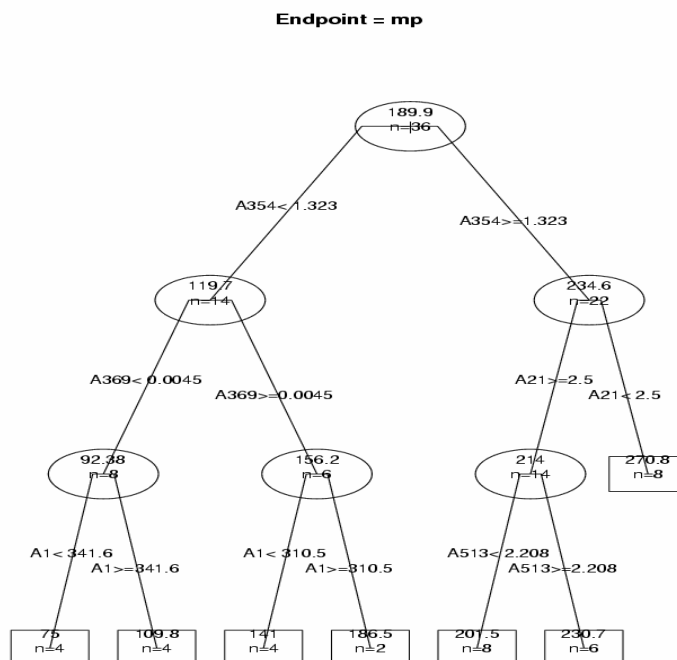 Endpoint = mp
189.9
n=36
A354< 1.323
A354>=1.323
119.7
n=14
234.6
n=22
A369< 0.0045
A369>=0.0045
A21>=2.5
A21< 2.5
92.38
n=8
156.2
n=6
214
n=14
270.8
n=8
A1< 341.6
A1>=341.6
A1< 310.5
A1>=310.5
A513< 2.208
A513>=2.208
75
n=4
109.8
n=4
141
n=4
186.5
n=2
201.5
n=8
230.7
n=6